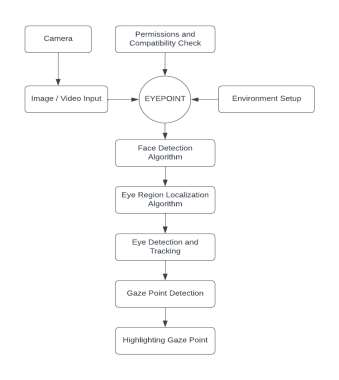 Camera
Permissions and
Compatibility Check
Image / Video Input
EYEPOINT
Environment Setup
Face Detection
Algorithm
Eye Region Localization
Algorithm
Eye Detection and
Tracking
Gaze Point Detection
Highlighting Gaze Point